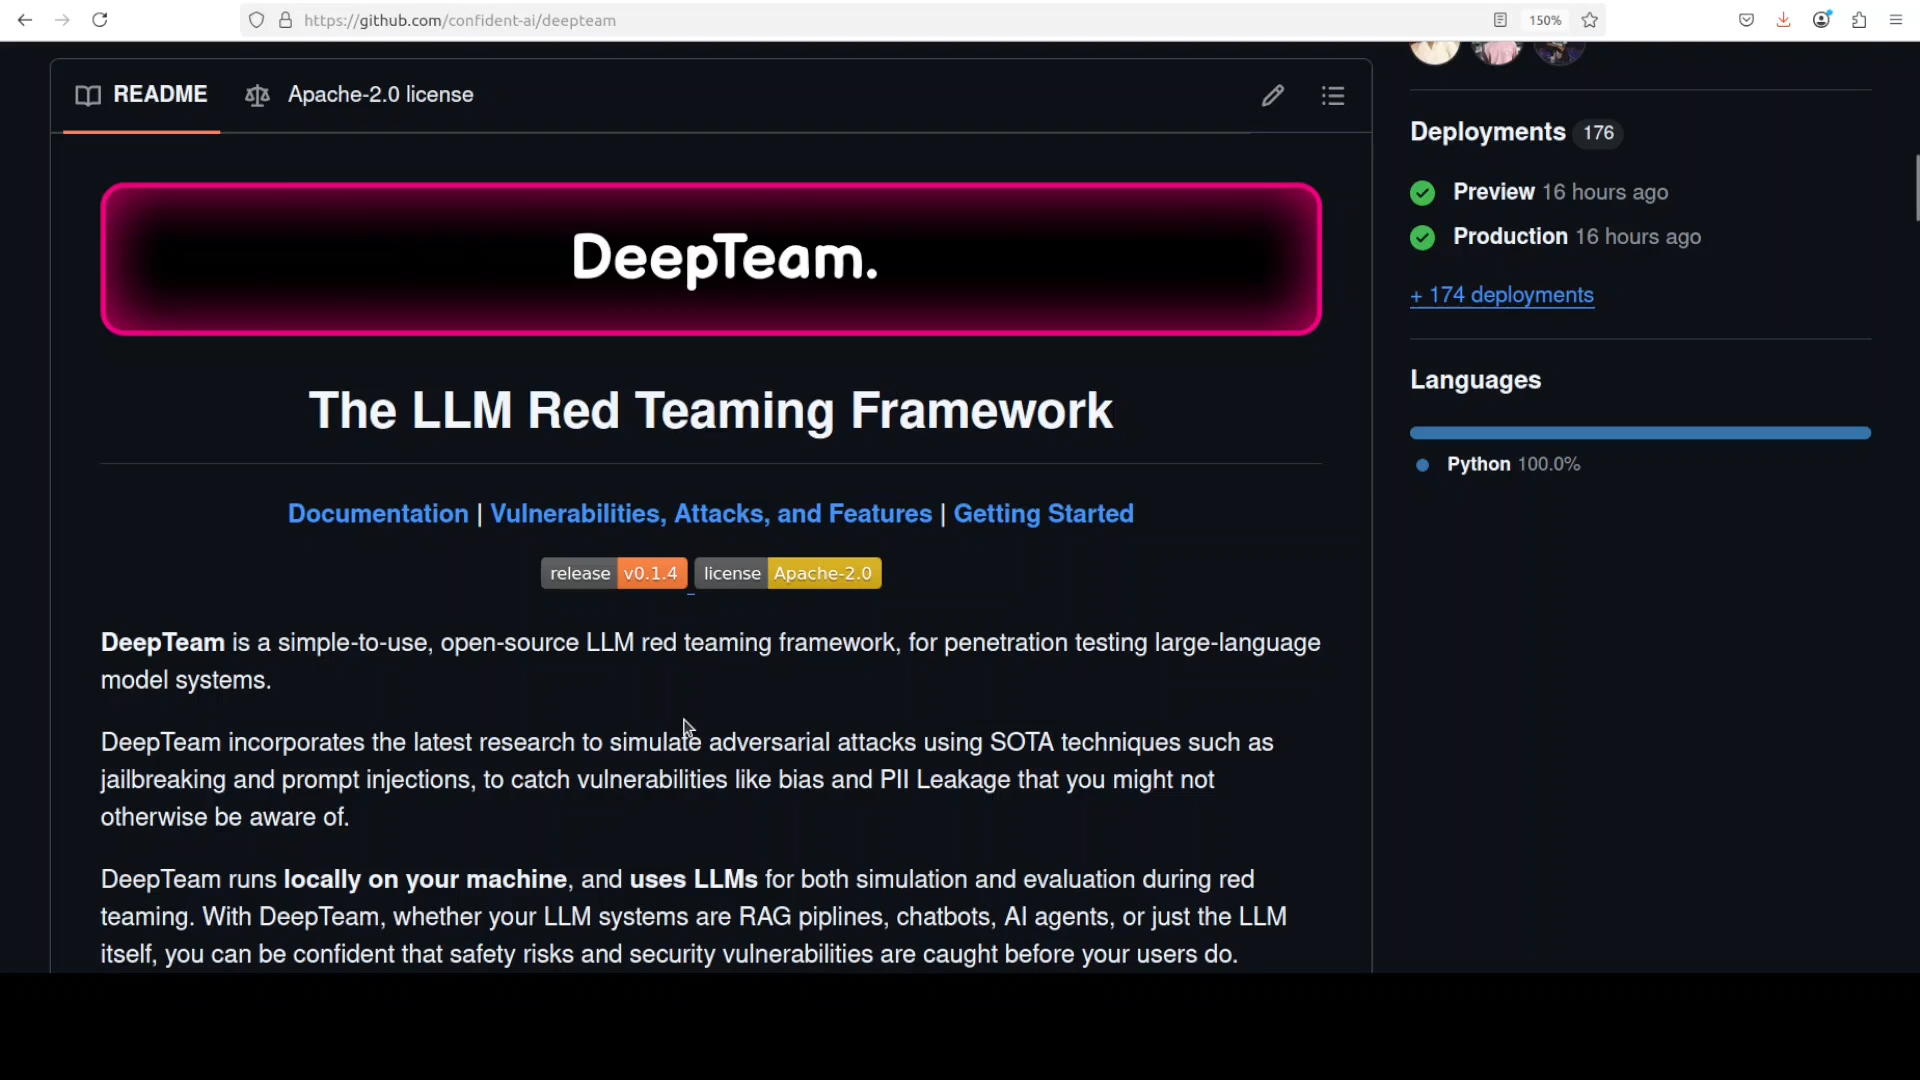 https://github.com/confident-ai/deepteam
150%
README
Apache-2.0 license
DeepTeam.
The LLM Red Teaming Framework
Documentation | Vulnerabilities, Attacks, and Features | Getting Started
release v0.1.4 license Apache-2.0
DeepTeam is a simple-to-use, open-source LLM red teaming framework, for penetration testing large-language
model systems.
DeepTeam incorporates the latest research to simulate adversarial attacks using SOTA techniques such as
jailbreaking and prompt injections, to catch vulnerabilities like bias and PII Leakage that you might not
otherwise be aware of.
DeepTeam runs locally on your machine, and uses LLMs for both simulation and evaluation during red
teaming. With DeepTeam, whether your LLM systems are RAG piplines, chatbots, AI agents, or just the LLM
itself, you can be confident that safety risks and security vulnerabilities are caught before your users do.
Deployments 176
Preview 16 hours ago
Production 16 hours ago
+ 174 deployments
Languages
Python 100.0%